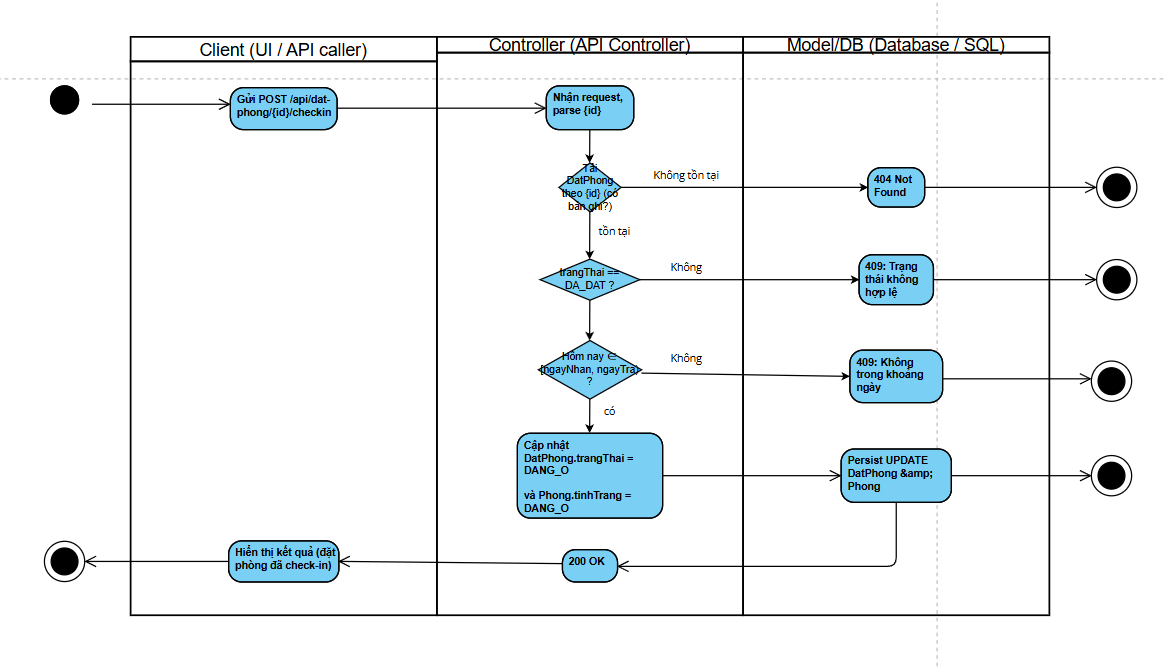 Client (UI / API caller)
Controller (API Controller)
Model/DB (Database / SQL)
Gửi POST /api/dat-
phong/{id}/checkin
Nhận request,
parse {id}
Tải
DatPhong
theo {id} (có
bản ghi?)
Không tồn tại
404 Not
Found
tồn tại
trangThai ==
DA_DAT ?
Không
409: Trạng
thái không
hợp lệ
Hôm nay ∈
[ngayNhan, ngayTra)
?
Không
409: Không
trong khoảng
ngày
có
Cập nhật
DatPhong.trangThai =
DANG_O
và Phong.tinhTrang =
DANG_O
Persist UPDATE
DatPhong &amp;
Phong
200 OK
Hiển thị kết quả (đặt
phòng đã check-in)